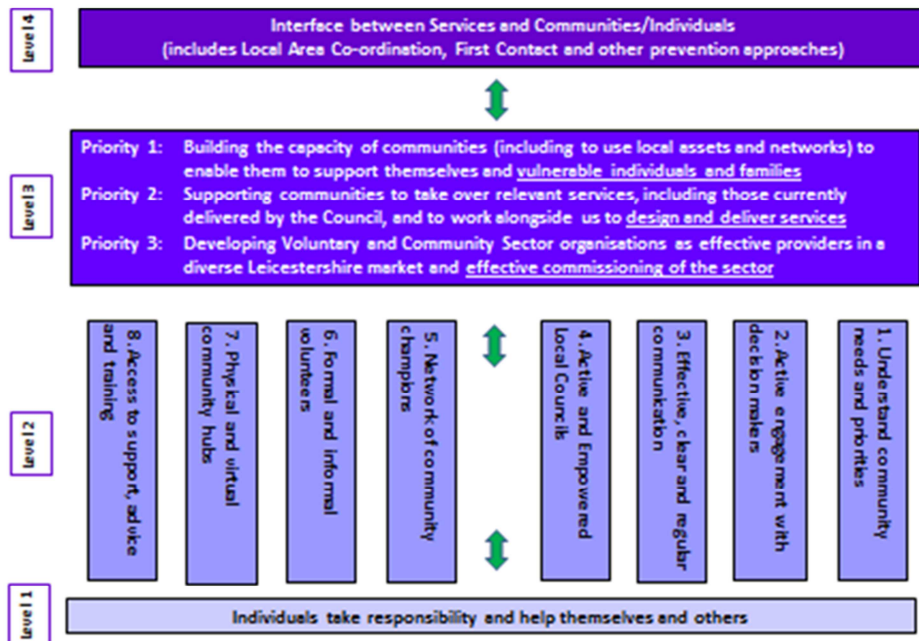 Level 4
Interface between Services and Communities/Individuals
(includes Local Area Co-ordination, First Contact and other prevention approaches)
Level 3
Priority 1: Building the capacity of communities (including to use local assets and networks) to
enable them to support themselves and vulnerable individuals and families
Priority 2: Supporting communities to take over relevant services, including those currently
delivered by the Council, and to work alongside us to design and deliver services
Priority 3: Developing Voluntary and Community Sector organisations as effective providers in a
diverse Leicestershire market and effective commissioning of the sector
Level 2
8. Access to support, advice
and training
7. Physical and virtual
community hubs
6. Formal and informal
volunteers
5. Network of community
champions
4. Active and Empowered
Local Councils
3. Effective, clear and regular
communication
2. Active engagement with
decision makers
1. Understand community
needs and priorities
Level 1
Individuals take responsibility and help themselves and others